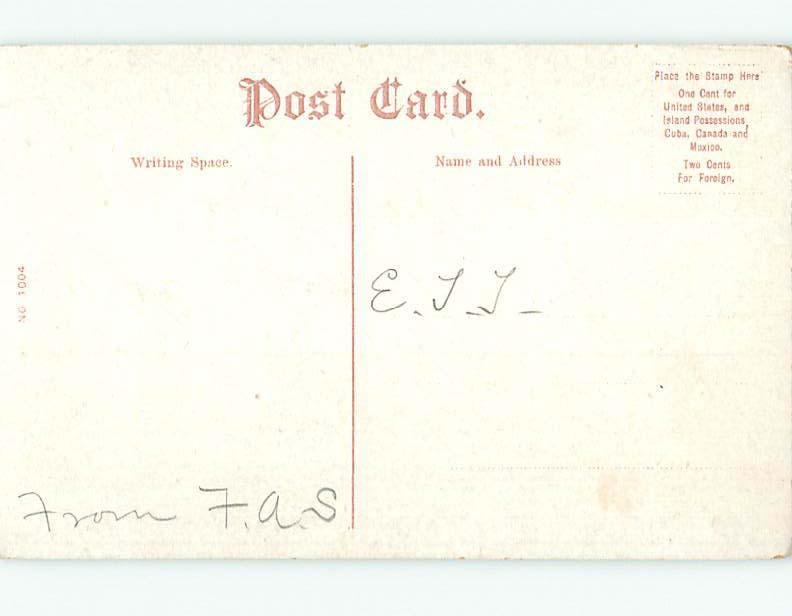 Post Card.
Place the Stamp Here
One Cent for
United States, and
Island Possessions,
Cuba, Canada and
Mexico.
Two Cents
For Foreign.
Writing Space.
Name and Address
NO 1004
E. J. J.
From F.A.S.